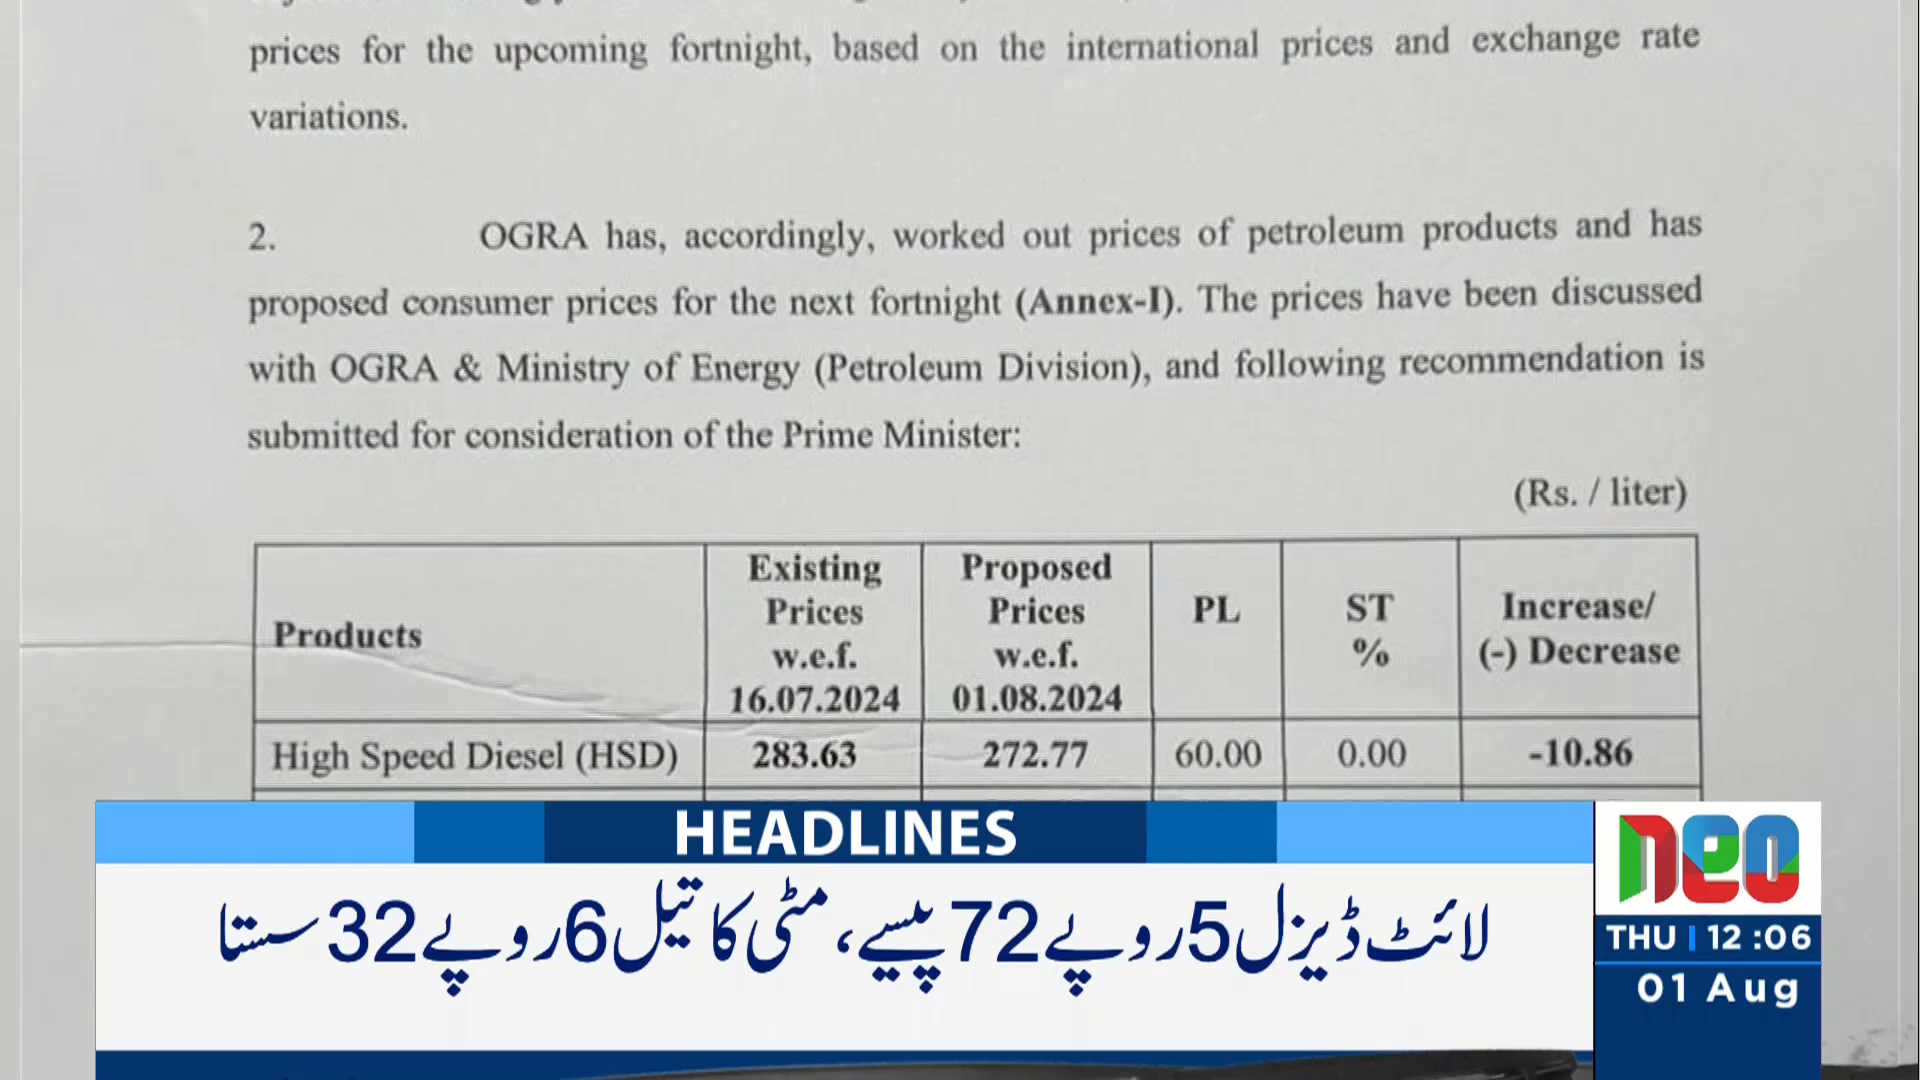 prices for the upcoming fortnight, based on the international prices and exchange rate
variations.
2. OGRA has, accordingly, worked out prices of petroleum products and has
proposed consumer prices for the next fortnight (Annex-I). The prices have been discussed
with OGRA & Ministry of Energy (Petroleum Division), and following recommendation is
submitted for consideration of the Prime Minister:
(Rs. / liter)
Products Existing Prices w.e.f. 16.07.2024 Proposed Prices w.e.f. 01.08.2024 PL ST % Increase/ (-) Decrease
High Speed Diesel (HSD) 283.63 272.77 60.00 0.00 -10.86
HEADLINES
neo
لائٹ ڈیزل 5 روپے 72 پیسے، مٹی کا تیل 6 روپے 32 سستا
THU 12 :06
01 Aug